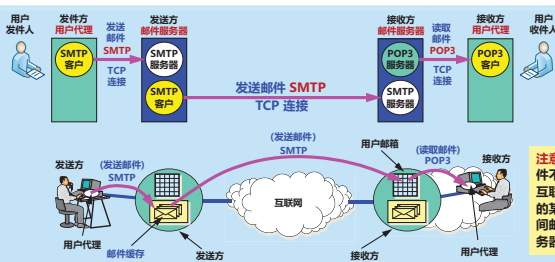 用户
发件人
发件方
用户代理
发送
邮件
SMTP
TCP
连接
发送方
邮件服务器
接收方
邮件服务器
读取
邮件
POP3
TCP
连接
接收方
用户代理
用户
收件人
SMTP
客户
SMTP
服务器
SMTP
客户
发送邮件 SMTP
TCP 连接
POP3
服务器
SMTP
服务器
POP3
客户
发送方
(发送邮件)
SMTP
(发送邮件)
SMTP
用户邮箱
(读取邮件)
POP3
接收方
互联网
用户代理
邮件缓存
发送方
接收方
用户代理
注意
件不
互联网
的某
间邮
务器